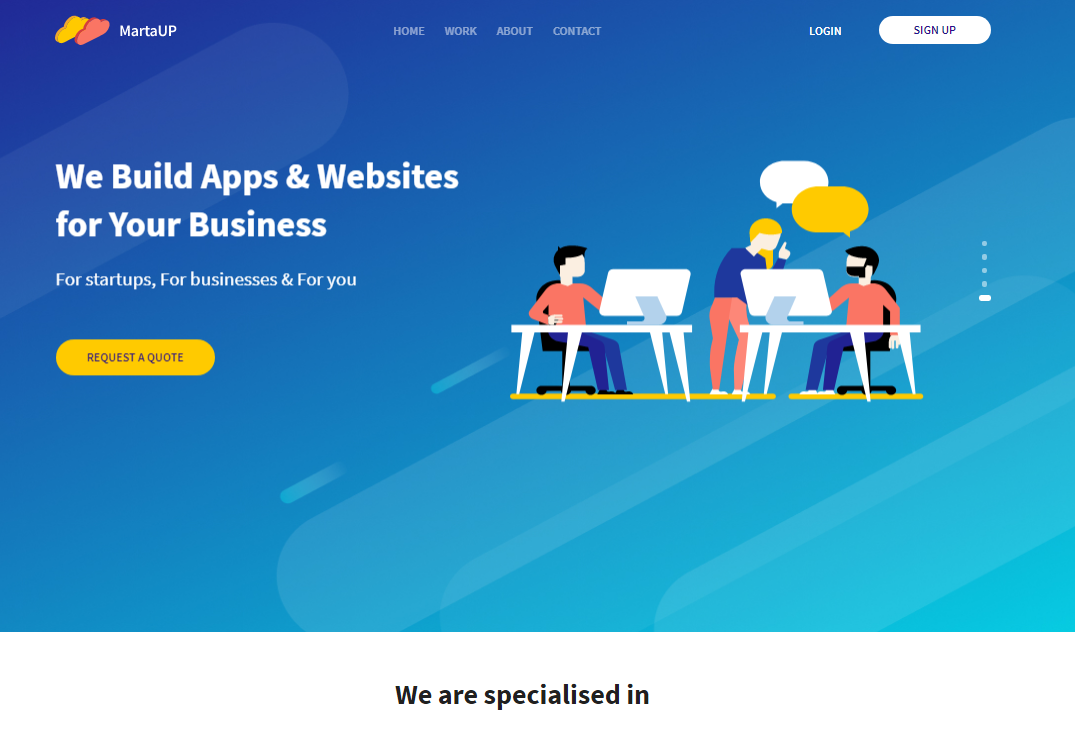 MartaUP
HOME WORK ABOUT CONTACT
LOGIN
SIGN UP
We Build Apps & Websites
for Your Business
For startups, For businesses & For you
REQUEST A QUOTE
We are specialised in